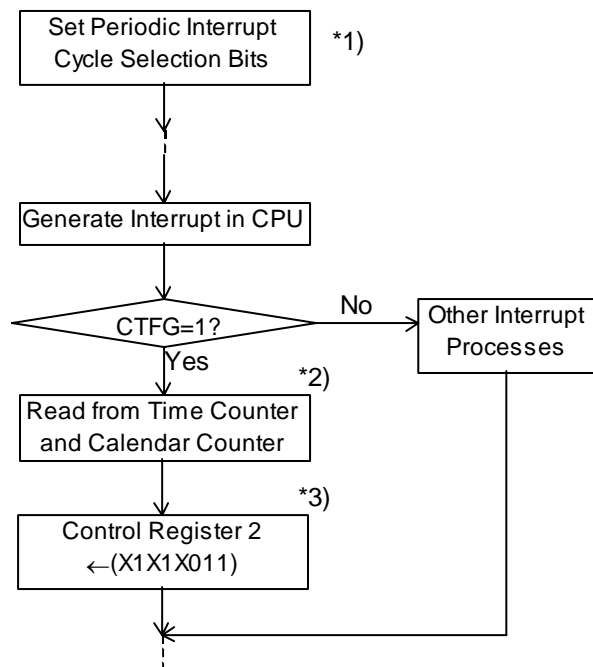 Set Periodic Interrupt
Cycle Selection Bits
*1)
Generate Interrupt in CPU
CTFG=1?
No
Other Interrupt
Processes
Yes
*2)
Read from Time Counter
and Calendar Counter
*3)
Control Register 2
←(X1X1X011)